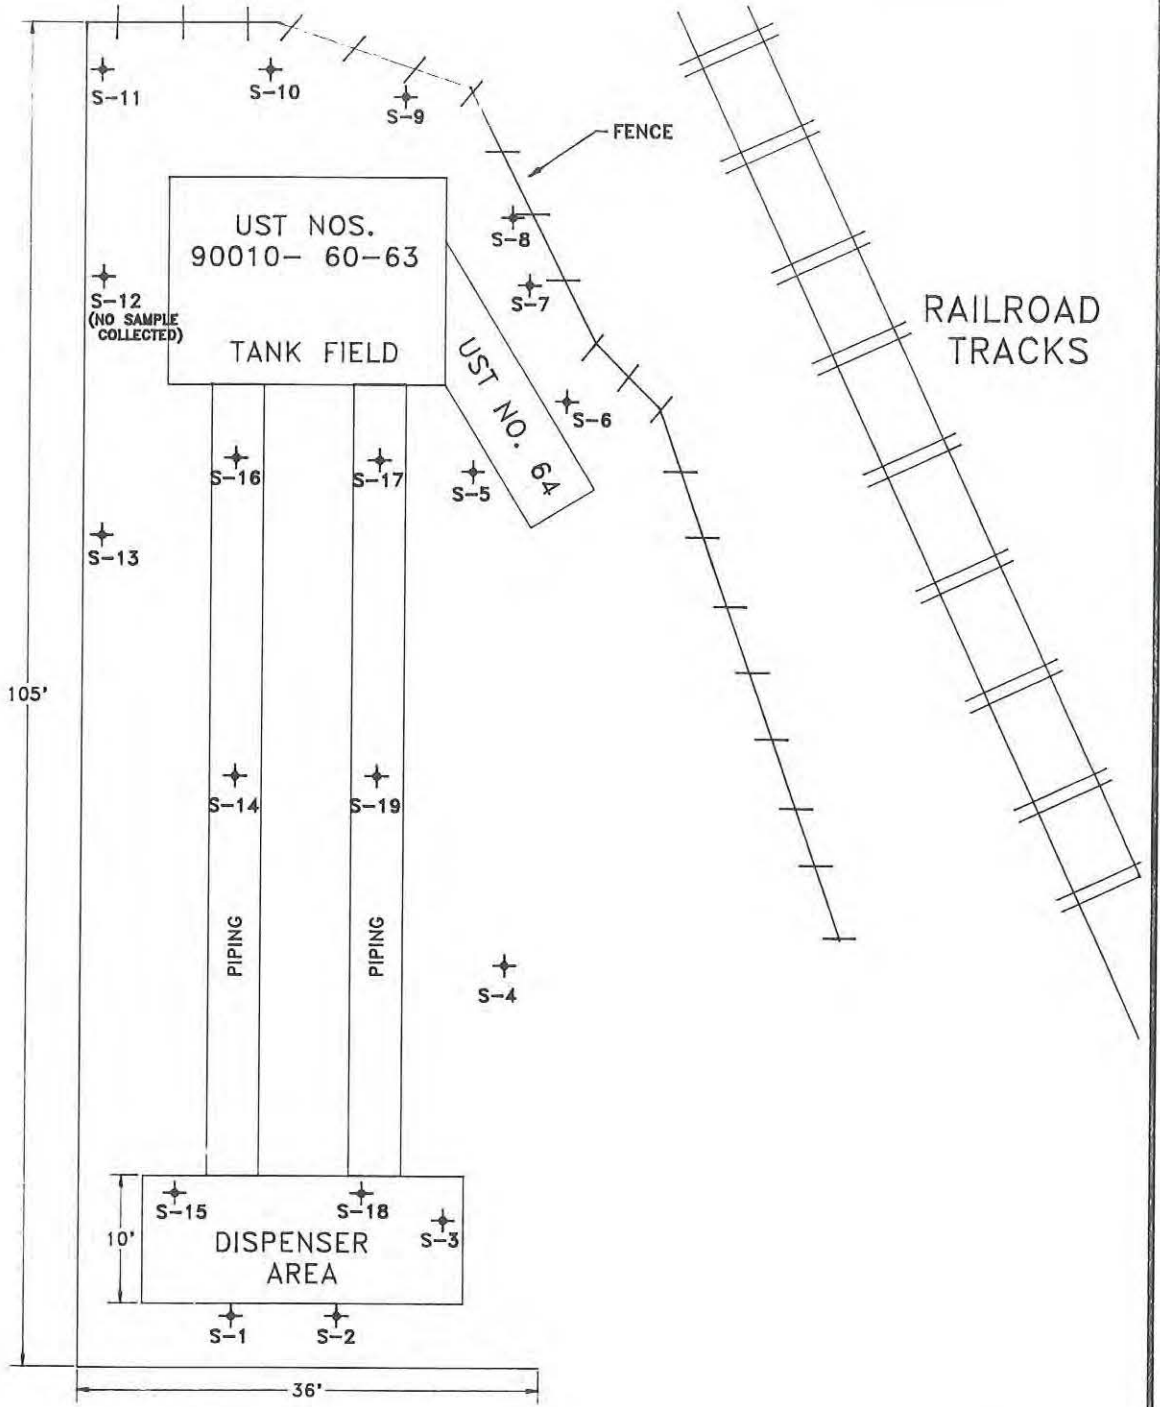 S-11
S-10
S-9
FENCE
UST NOS.
90010- 60-63
S-8
S-7
S-12
(NO SAMPLE
COLLECTED)
TANK FIELD
UST NO. 64
RAILROAD
TRACKS
S-6
S-16
S-17
S-5
S-13
105'
S-14
S-19
PIPING
PIPING
S-4
S-15
S-18
S-3
10'
DISPENSER
AREA
S-1
S-2
36'